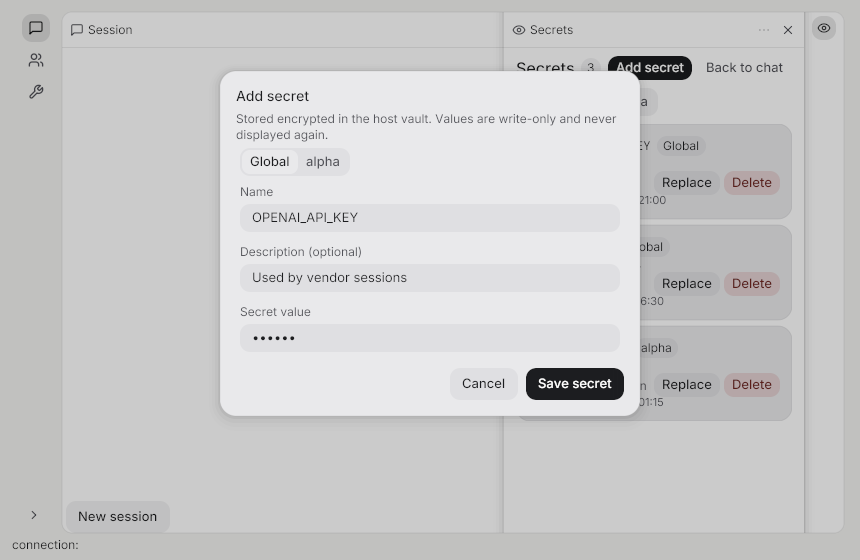 Session
Secrets
Secrets 3 Add secret Back to chat
Add secret
Stored encrypted in the host vault. Values are write-only and never
displayed again.
Global alpha
Name
OPENAI_API_KEY
Description (optional)
Used by vendor sessions
Secret value
Cancel Save secret
Global
Replace Delete
21:00
Replace Delete
6:30
alpha
Replace Delete
01:15
New session
connection: